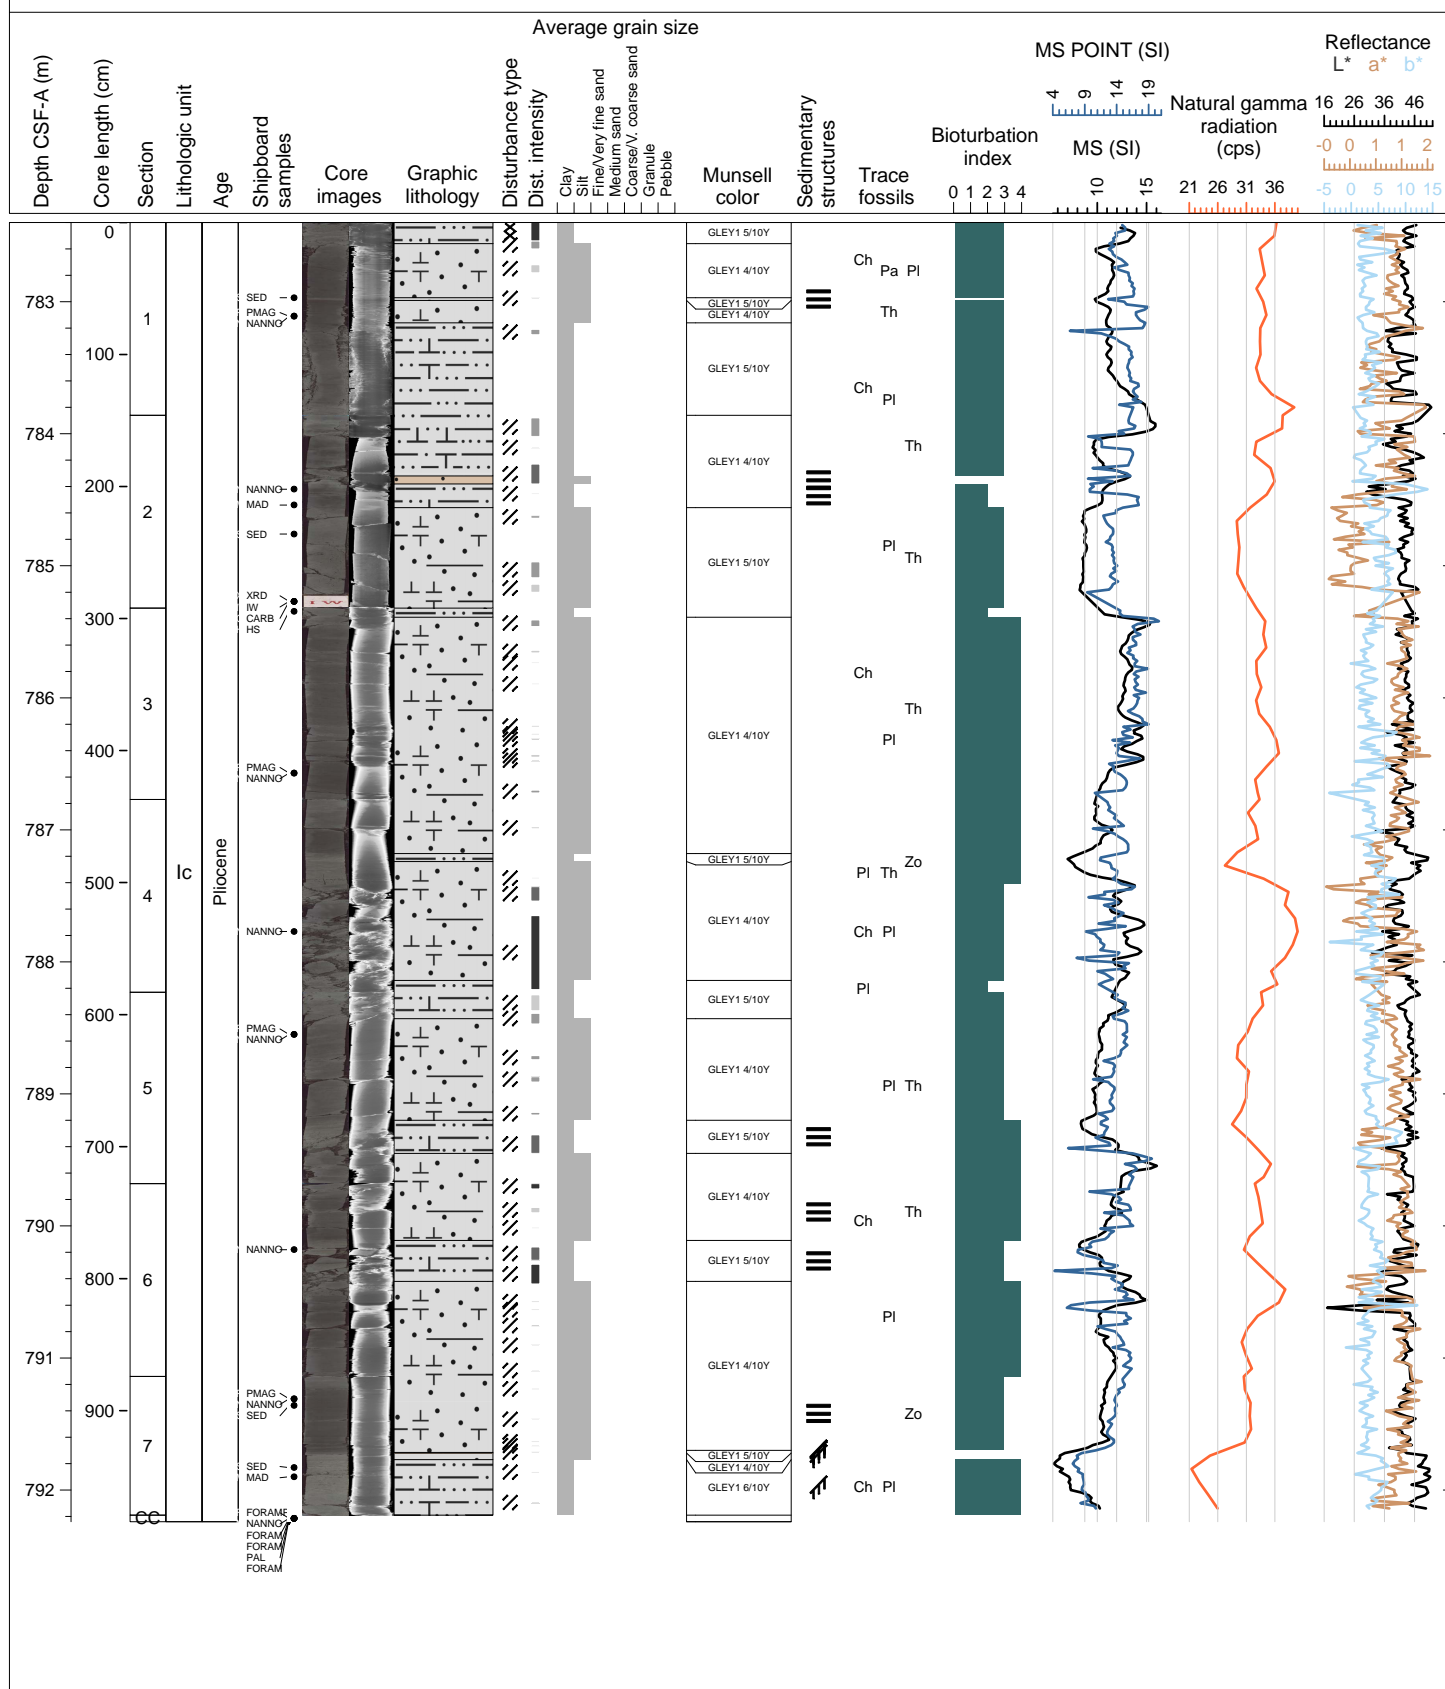 Average grain size
Depth CSF-A (m)
Core length (cm)
Section
Lithologic unit
Age
Shipboard samples
Core images
Graphic lithology
Disturbance type
Dist. intensity
Clay
Silt
Fine/Very fine sand
Medium sand
Coarse/V. coarse sand
Granule
Pebble
Munsell color
Sedimentary structures
Trace fossils
Bioturbation index
0 1 2 3 4
MS POINT (SI)
4 9 14 19
MS (SI)
10 15
Natural gamma radiation (cps)
21 26 31 36
Reflectance
L* a* b*
16 26 36 46
-0 0 1 1 2
-5 0 5 10 15
0
GLEY1 5/10Y
Ch
Pa Pl
GLEY1 4/10Y
783
SED
GLEY1 5/10Y
PMAG
Th
GLEY1 4/10Y
NANNO
1
100
GLEY1 5/10Y
Ch
Pl
784
Th
GLEY1 4/10Y
200
NANNO
MAD
2
SED
Pl
Th
785
GLEY1 5/10Y
XRD
I W
IW
300
CARB
HS
Ch
786
3
Th
GLEY1 4/10Y
Pl
400
PMAG
NANNO
787
GLEY1 5/10Y
Zo
Ic
Pliocene
Pl Th
500
4
GLEY1 4/10Y
NANNO
Ch Pl
788
Pl
GLEY1 5/10Y
600
PMAG
NANNO
GLEY1 4/10Y
5
Pl Th
789
GLEY1 5/10Y
700
GLEY1 4/10Y
Th
Ch
790
NANNO
GLEY1 5/10Y
800
6
Pl
791
GLEY1 4/10Y
PMAG
NANNO
900
SED
Zo
7
GLEY1 5/10Y
SED
GLEY1 4/10Y
MAD
792
GLEY1 6/10Y
Ch Pl
CC
FORAM
NANNO
FORAM
FORAM
PAL
FORAM